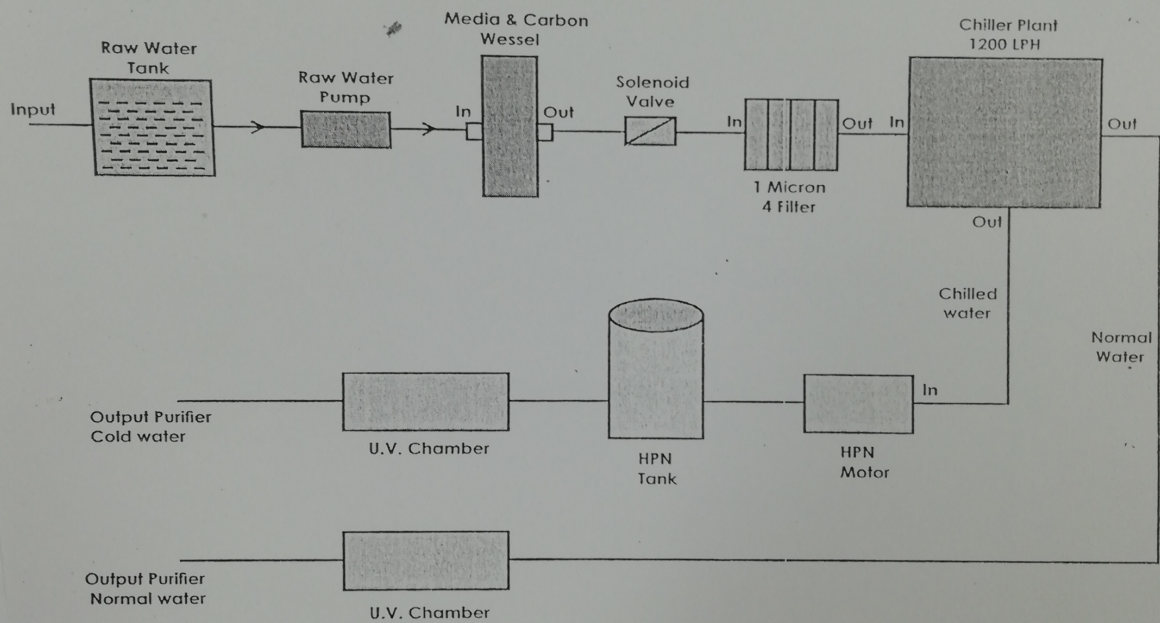 Input
Raw Water
Tank
Raw Water
Pump
Media & Carbon
Wessel
In
Out
Solenoid
Valve
In
Out
1 Micron
4 Filter
Chiller Plant
1200 LPH
In
Out
Out
Chilled
water
Normal
Water
In
HPN
Motor
HPN
Tank
U.V. Chamber
Output Purifier
Cold water
U.V. Chamber
Output Purifier
Normal water